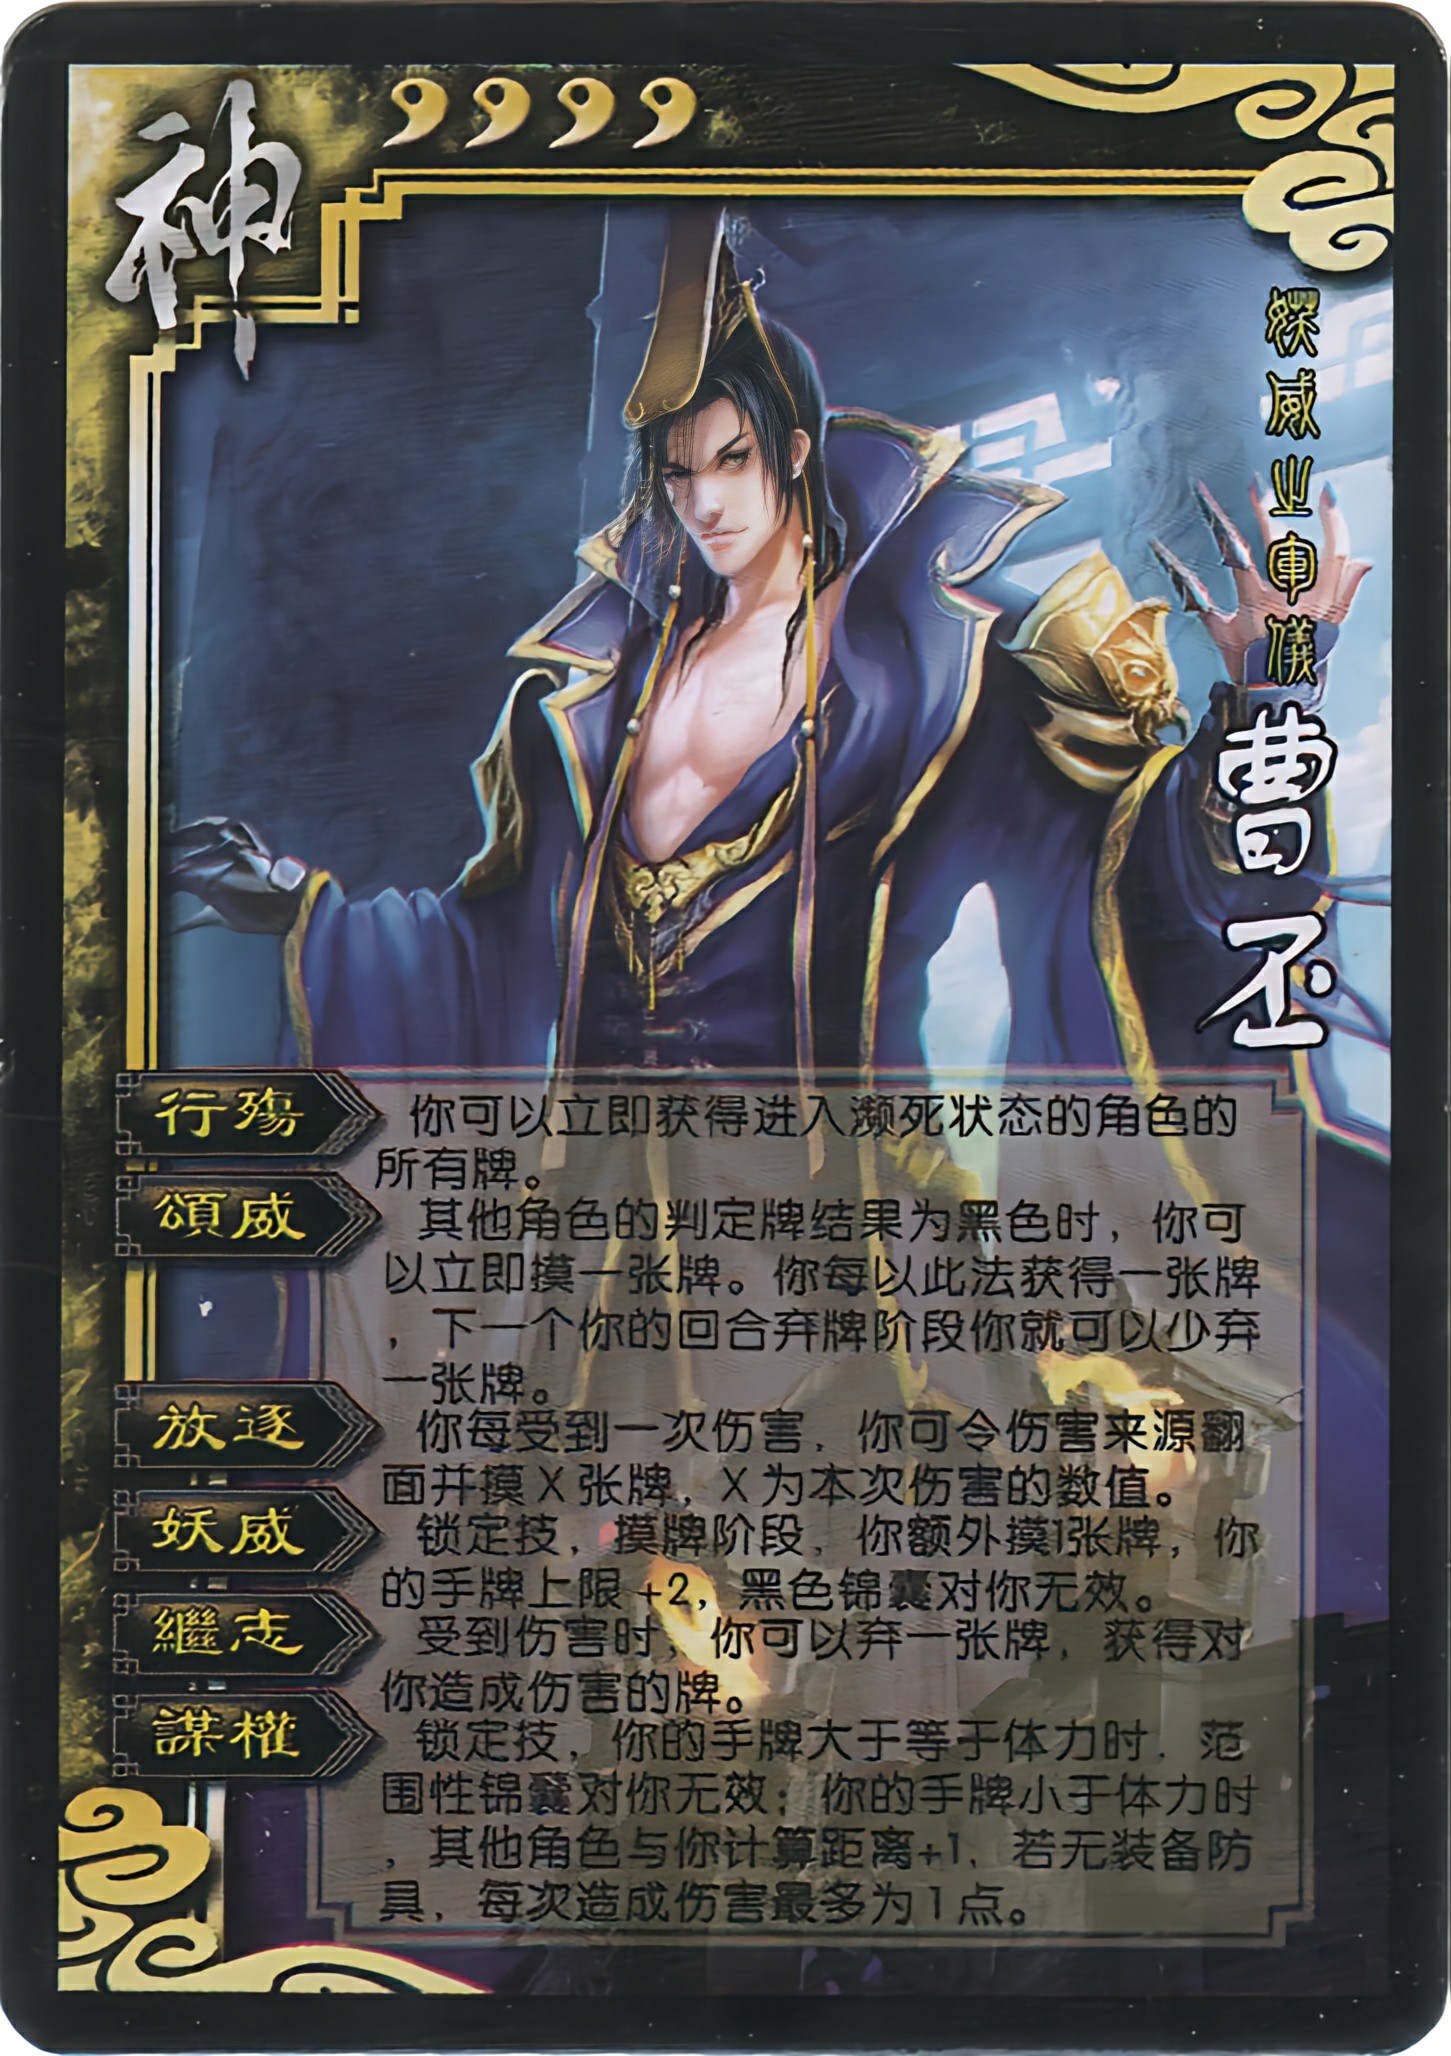 神
娱威业軍儀
曹丕
行殤
你可以立即获得进入濒死状态的角色的
所有牌。
頌威
其他角色的判定牌结果为黑色时，你可
以立即摸一张牌。你每以此法获得一张牌
，下一个你的回合弃牌阶段你就可以少弃
一张牌。
放逐
你每受到一次伤害，你可令伤害来源翻
面并摸X张牌，X为本次伤害的数值。
妖威
锁定技，摸牌阶段，你额外摸1张牌，你
的手牌上限+2，黑色锦囊对你无效。
繼志
受到伤害时，你可以弃一张牌，获得对
你造成伤害的牌。
謀權
锁定技，你的手牌大于等于体力时，范
围性锦囊对你无效；你的手牌小于体力时
，其他角色与你计算距离+1，若无装备防
具，每次造成伤害最多为1点。